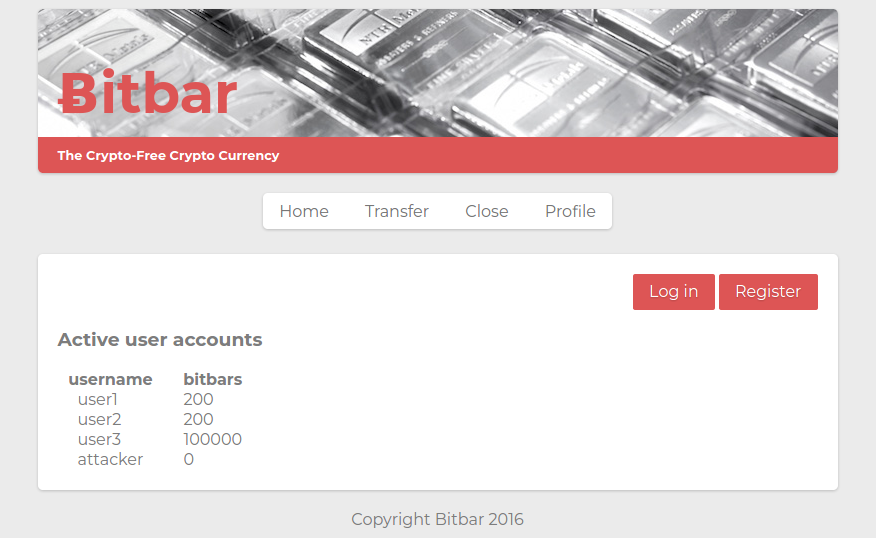 Ƀitbar
The Crypto-Free Crypto Currency
Home Transfer Close Profile
Log in Register
Active user accounts
username bitbars
user1 200
user2 200
user3 100000
attacker 0
Copyright Bitbar 2016